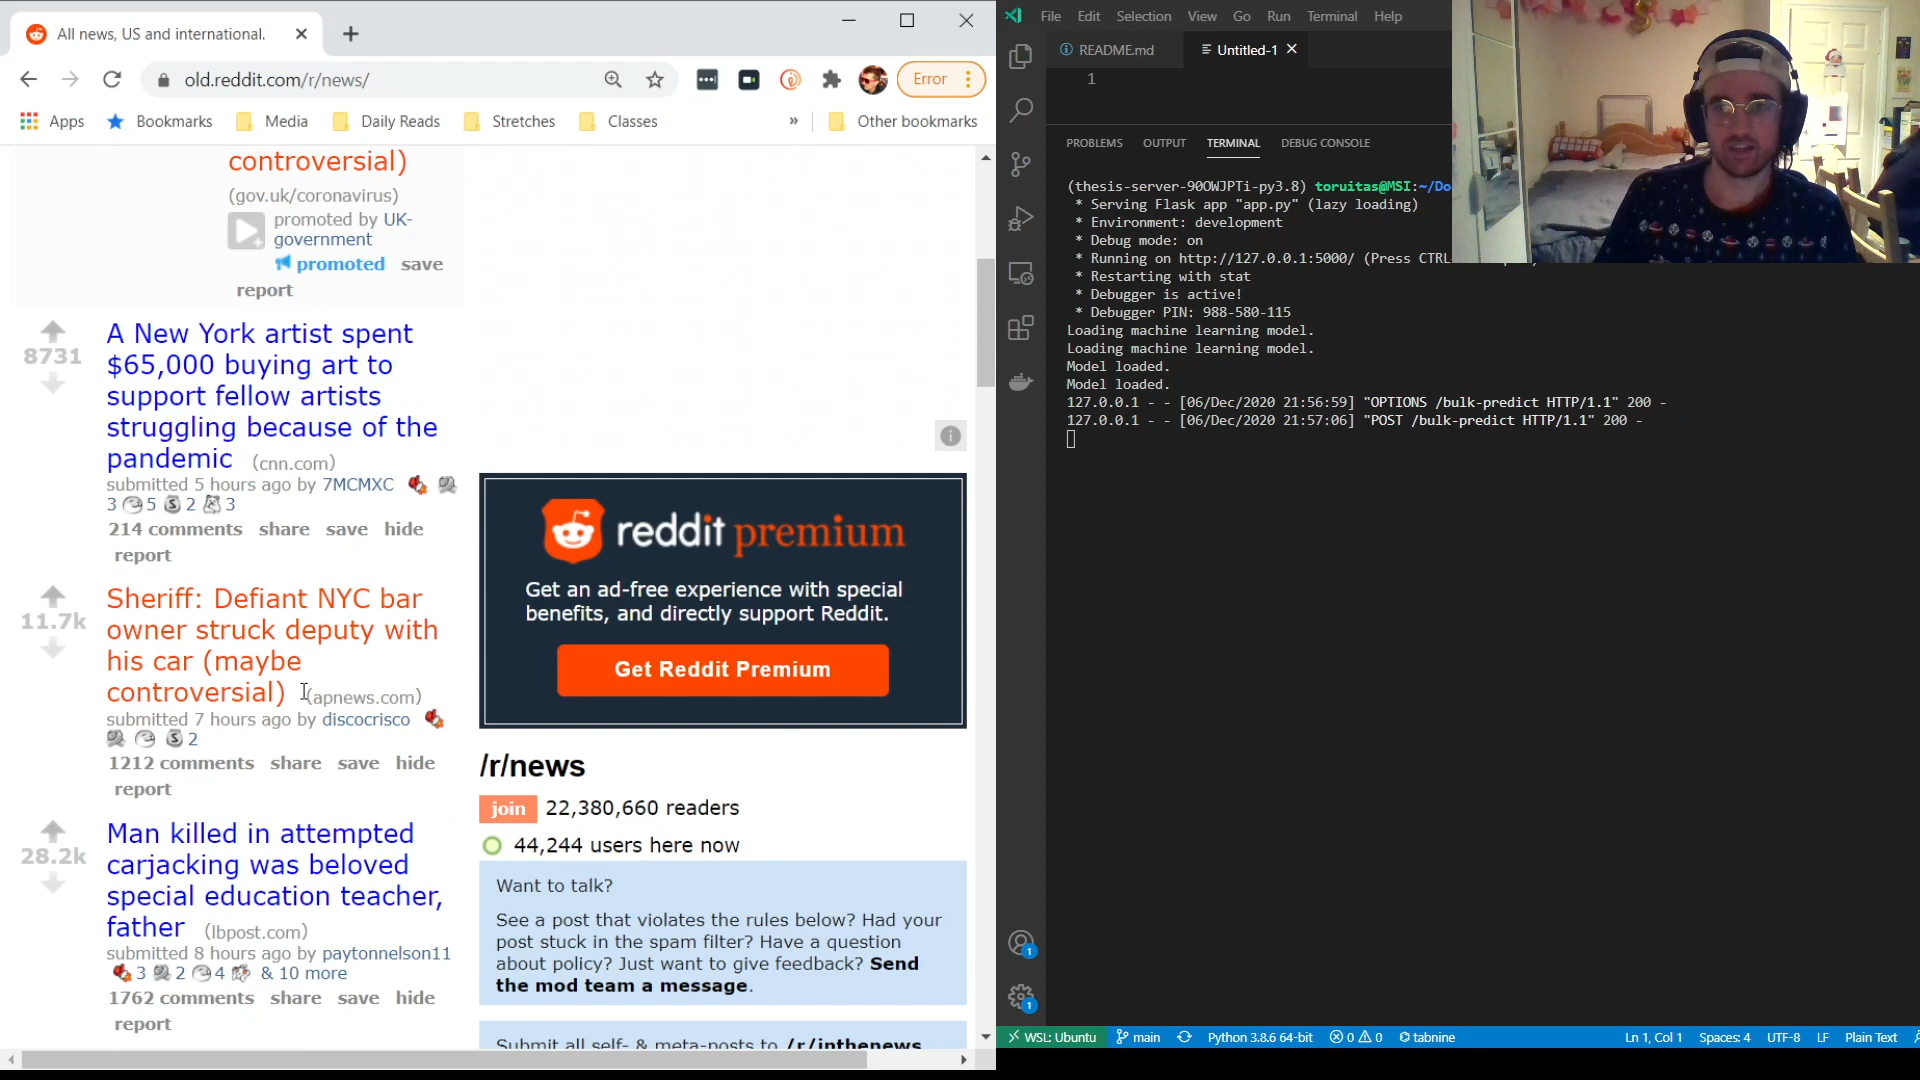 All news, US and international.
old.reddit.com/r/news/
Error
Apps
Bookmarks
Media
Daily Reads
Stretches
Classes
»
Other bookmarks
controversial)
(gov.uk/coronavirus)
promoted by UK-
government
promoted save
report
8731
A New York artist spent
$65,000 buying art to
support fellow artists
struggling because of the
pandemic (cnn.com)
submitted 5 hours ago by 7MCMXC
3 5 2 3
214 comments share save hide
report
11.7k
Sheriff: Defiant NYC bar
owner struck deputy with
his car (maybe
controversial) (apnews.com)
submitted 7 hours ago by discocrisco
2
1212 comments share save hide
report
28.2k
Man killed in attempted
carjacking was beloved
special education teacher,
father (lbpost.com)
submitted 8 hours ago by paytonnelson11
3 2 4 & 10 more
1762 comments share save hide
report
reddit premium
Get an ad-free experience with special
benefits, and directly support Reddit.
Get Reddit Premium
/r/news
join 22,380,660 readers
44,244 users here now
Want to talk?
See a post that violates the rules below? Had your
post stuck in the spam filter? Have a question
about policy? Just want to give feedback? Send
the mod team a message.
Submit all self- & meta-posts to /r/inthenews
File Edit Selection View Go Run Terminal Help
README.md
Untitled-1
1
PROBLEMS OUTPUT TERMINAL DEBUG CONSOLE
(thesis-server-90OWJPTi-py3.8) toruitas@MSI:~/Do
* Serving Flask app "app.py" (lazy loading)
* Environment: development
* Debug mode: on
* Running on http://127.0.0.1:5000/ (Press CTRL
* Restarting with stat
* Debugger is active!
* Debugger PIN: 988-580-115
Loading machine learning model.
Loading machine learning model.
Model loaded.
Model loaded.
127.0.0.1 - - [06/Dec/2020 21:56:59] "OPTIONS /bulk-predict HTTP/1.1" 200 -
127.0.0.1 - - [06/Dec/2020 21:57:06] "POST /bulk-predict HTTP/1.1" 200 -
1
1
WSL: Ubuntu main Python 3.8.6 64-bit 0 0 tabnine Ln 1, Col 1 Spaces: 4 UTF-8 LF Plain Text